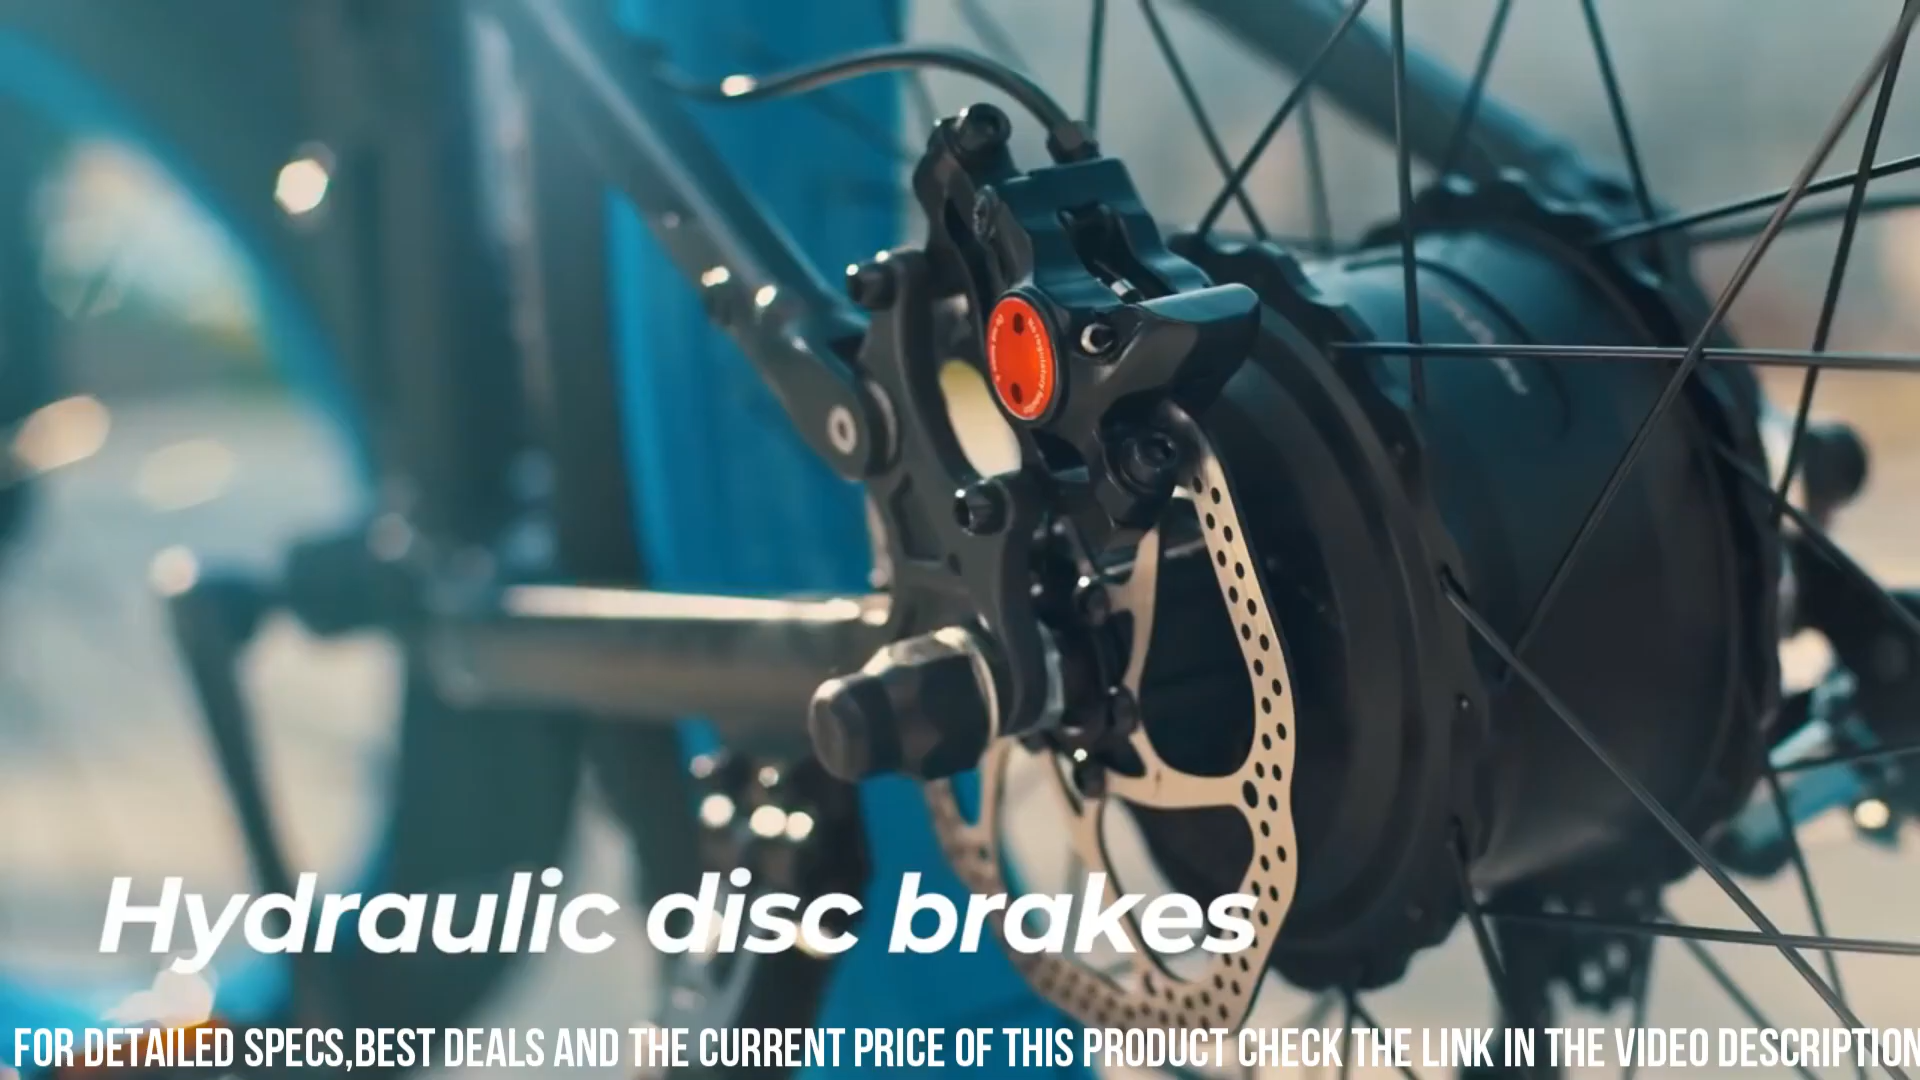 Hydraulic disc brakes
FOR DETAILED SPECS,BEST DEALS AND THE CURRENT PRICE OF THIS PRODUCT CHECK THE LINK IN THE VIDEO DESCRIPTION